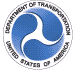 DEPARTMENT OF TRANSPORTATION
UNITED STATES OF AMERICA